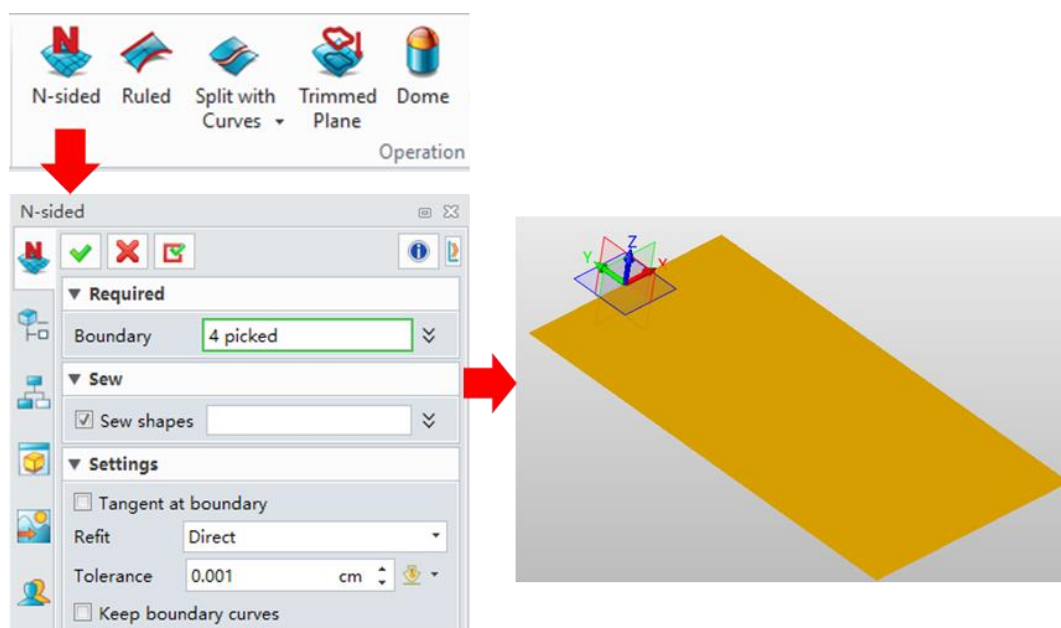 N-sided Ruled Split with Curves Trimmed Plane Dome
Operation
N-sided
Required
Boundary 4 picked
Sew
Sew shapes
Settings
Tangent at boundary
Refit Direct
Tolerance 0.001 cm
Keep boundary curves
Z
Y
X